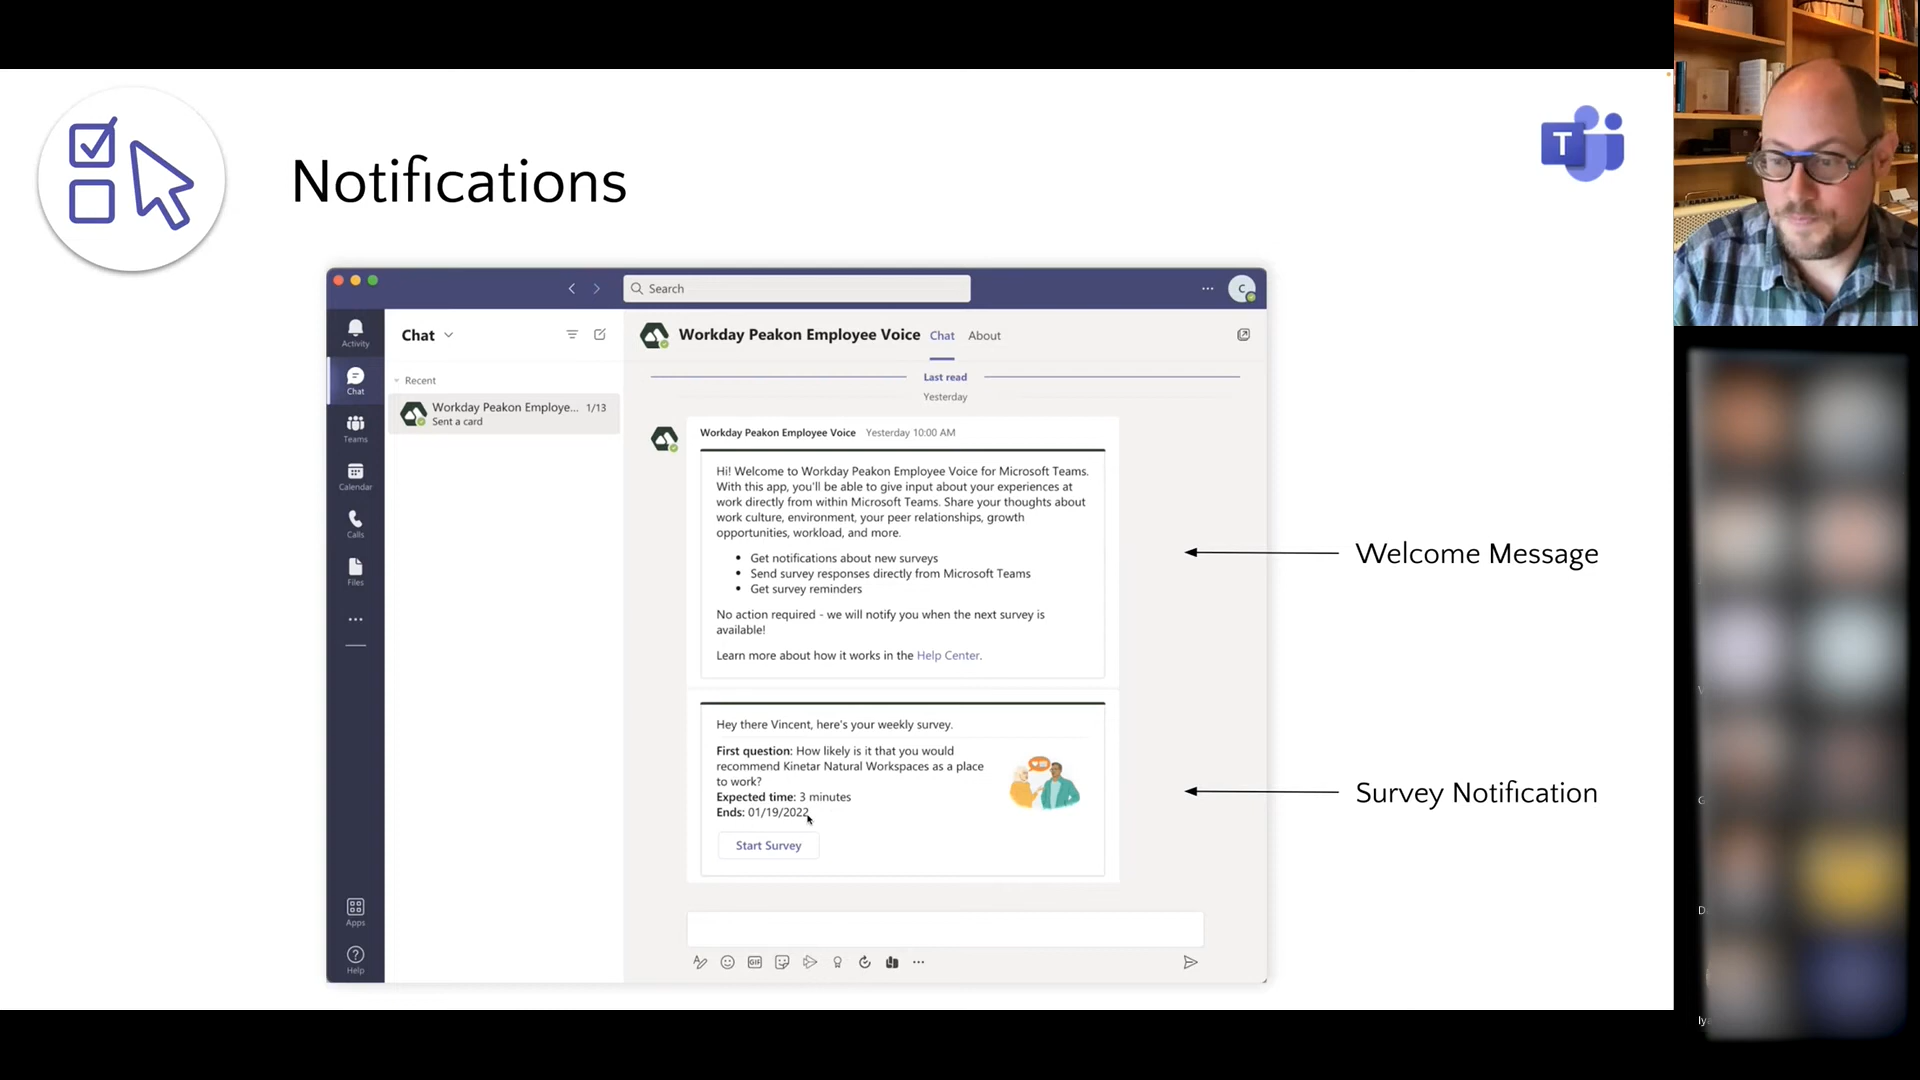 Notifications
T
Search
C
Activity
Chat
Teams
Calendar
Calls
Files
Apps
Help
Chat
Recent
Workday Peakon Employe... 1/13
Sent a card
Workday Peakon Employee Voice Chat About
Last read
Yesterday
Workday Peakon Employee Voice Yesterday 10:00 AM
Hi! Welcome to Workday Peakon Employee Voice for Microsoft Teams.
With this app, you'll be able to give input about your experiences at
work directly from within Microsoft Teams. Share your thoughts about
work culture, environment, your peer relationships, growth
opportunities, workload, and more.
• Get notifications about new surveys
• Send survey responses directly from Microsoft Teams
• Get survey reminders
No action required - we will notify you when the next survey is
available!
Learn more about how it works in the Help Center.
Welcome Message
Hey there Vincent, here's your weekly survey.
First question: How likely is it that you would
recommend Kinetar Natural Workspaces as a place
to work?
Expected time: 3 minutes
Ends: 01/19/2022
Start Survey
Survey Notification
GIF